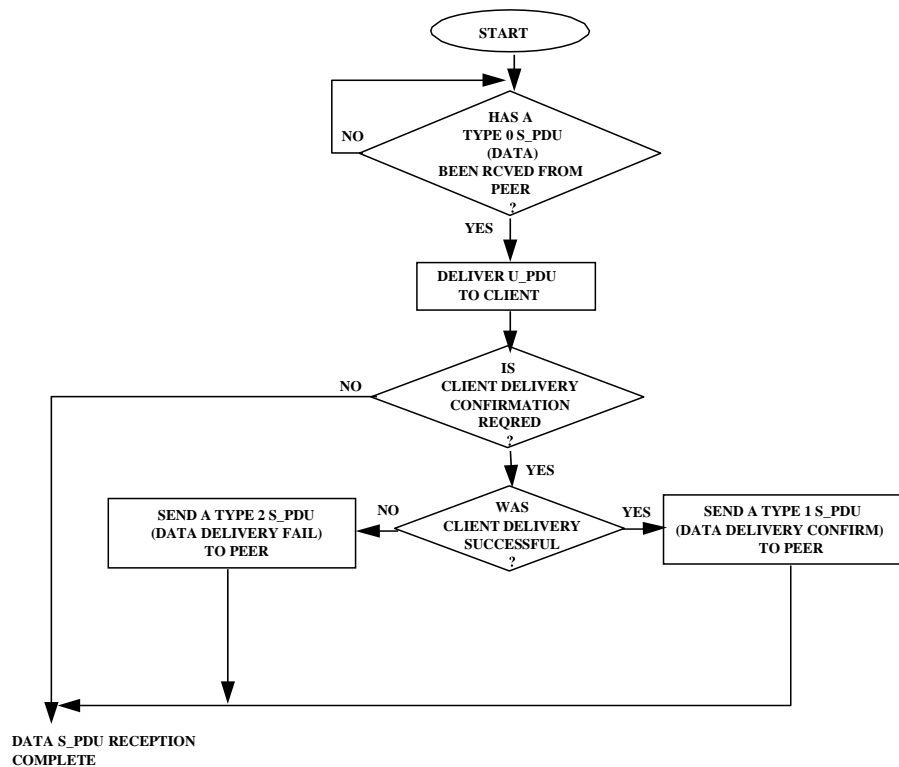 START
HAS A
TYPE 0 S_PDU
(DATA)
BEEN RCVED FROM
PEER
?
NO
YES
DELIVER U_PDU
TO CLIENT
IS
CLIENT DELIVERY
CONFIRMATION
REQRED
?
NO
YES
WAS
CLIENT DELIVERY
SUCCESSFUL
?
NO
YES
SEND A TYPE 2 S_PDU
(DATA DELIVERY FAIL)
TO PEER
SEND A TYPE 1 S_PDU
(DATA DELIVERY CONFIRM)
TO PEER
DATA S_PDU RECEPTION
COMPLETE